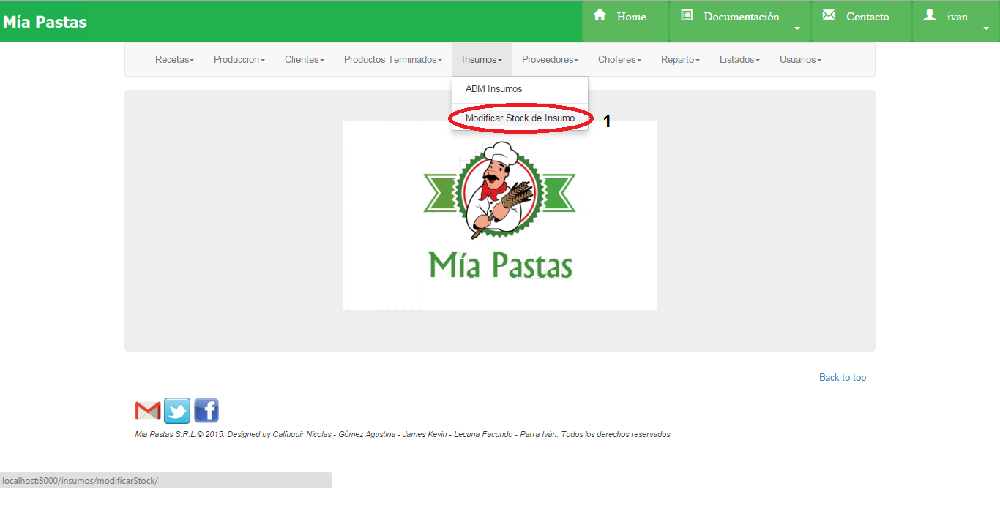 Mía Pastas
Home
Documentación
Contacto
ivan
Recetas
Produccion
Clientes
Productos Terminados
Insumos
Proveedores
Choferes
Reparto
Listados
Usuarios
ABM Insumos
Modificar Stock de Insumo
1
Mía Pastas
Back to top
Mia Pastas S.R.L.© 2015. Designed by Calfuquir Nicolas - Gómez Agustina - James Kevin - Lecuna Facundo - Parra Iván. Todos los derechos reservados.
localhost:8000/insumos/modificarStock/